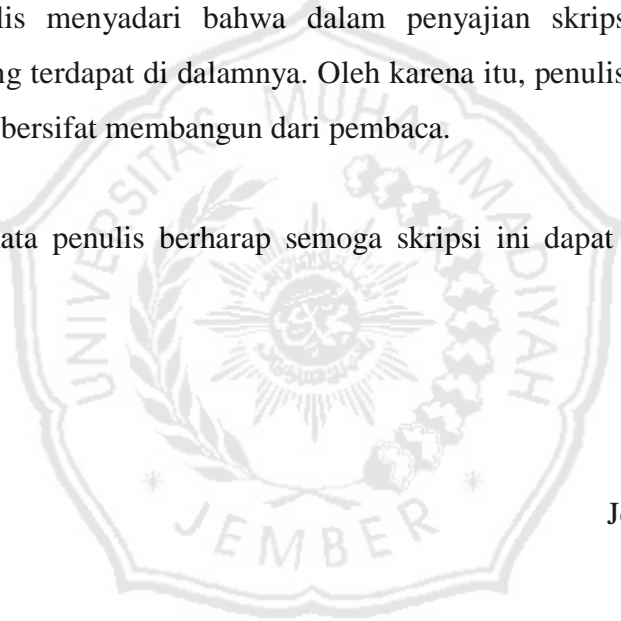 lis menyadari bahwa dalam penyajian skrips
ng terdapat di dalamnya. Oleh karena itu, penulis
bersifat membangun dari pembaca.
ata penulis berharap semoga skripsi ini dapat
UNIVERSITAS MUHAMMADIYAH
JEMBER